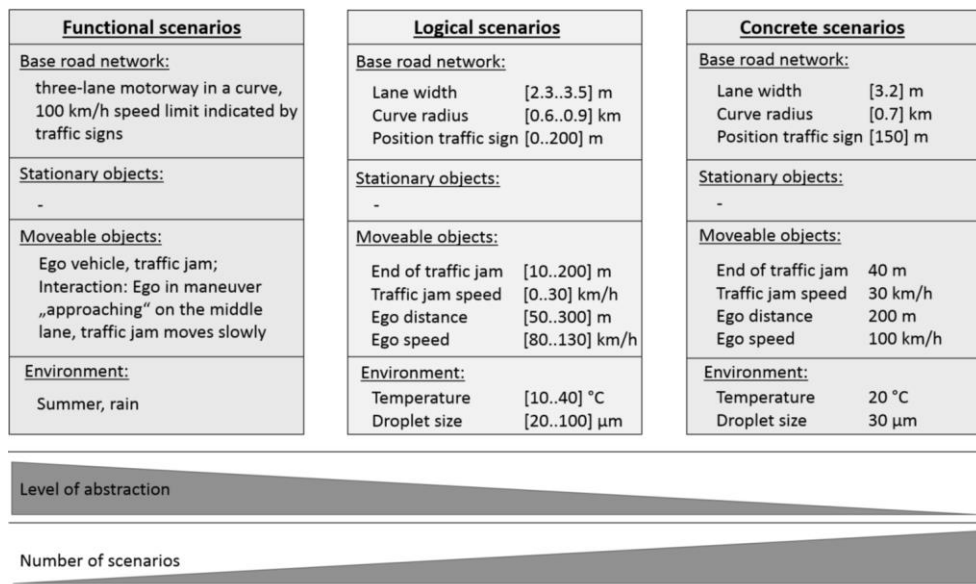 Functional scenarios
Base road network:
three-lane motorway in a curve,
100 km/h speed limit indicated by
traffic signs
Stationary objects:
-
Moveable objects:
Ego vehicle, traffic jam;
Interaction: Ego in maneuver
„approaching“ on the middle
lane, traffic jam moves slowly
Environment:
Summer, rain
Logical scenarios
Base road network:
Lane width [2.3..3.5] m
Curve radius [0.6..0.9] km
Position traffic sign [0..200] m
Stationary objects:
-
Moveable objects:
End of traffic jam [10..200] m
Traffic jam speed [0..30] km/h
Ego distance [50..300] m
Ego speed [80..130] km/h
Environment:
Temperature [10..40] °C
Droplet size [20..100] µm
Concrete scenarios
Base road network:
Lane width [3.2] m
Curve radius [0.7] km
Position traffic sign [150] m
Stationary objects:
-
Moveable objects:
End of traffic jam 40 m
Traffic jam speed 30 km/h
Ego distance 200 m
Ego speed 100 km/h
Environment:
Temperature 20 °C
Droplet size 30 µm
Level of abstraction
Number of scenarios